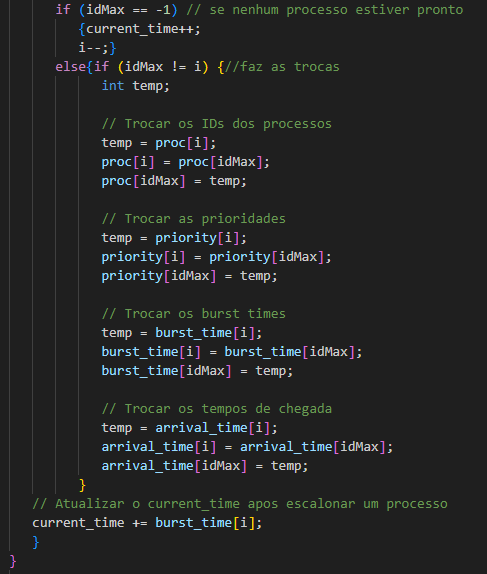 if (idMax == -1) // se nenhum processo estiver pronto
{current_time++;
i--;}
else{if (idMax != i) {//faz as trocas
int temp;
// Trocar os IDs dos processos
temp = proc[i];
proc[i] = proc[idMax];
proc[idMax] = temp;
// Trocar as prioridades
temp = priority[i];
priority[i] = priority[idMax];
priority[idMax] = temp;
// Trocar os burst times
temp = burst_time[i];
burst_time[i] = burst_time[idMax];
burst_time[idMax] = temp;
// Trocar os tempos de chegada
temp = arrival_time[i];
arrival_time[i] = arrival_time[idMax];
arrival_time[idMax] = temp;
}
// Atualizar o current_time apos escalonar um processo
current_time += burst_time[i];
}
}